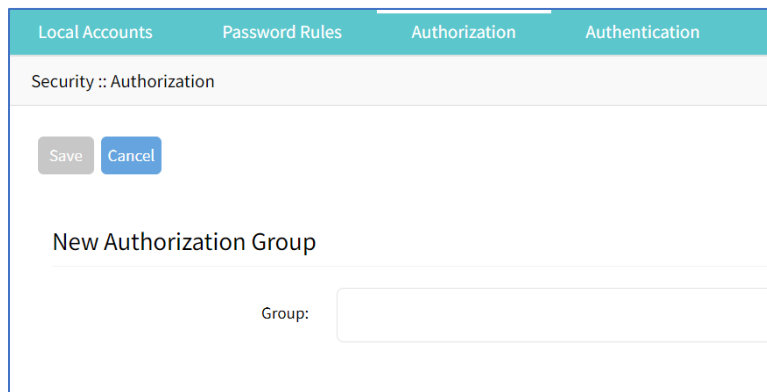 Local Accounts Password Rules Authorization Authentication
Security :: Authorization
Save Cancel
New Authorization Group
Group: